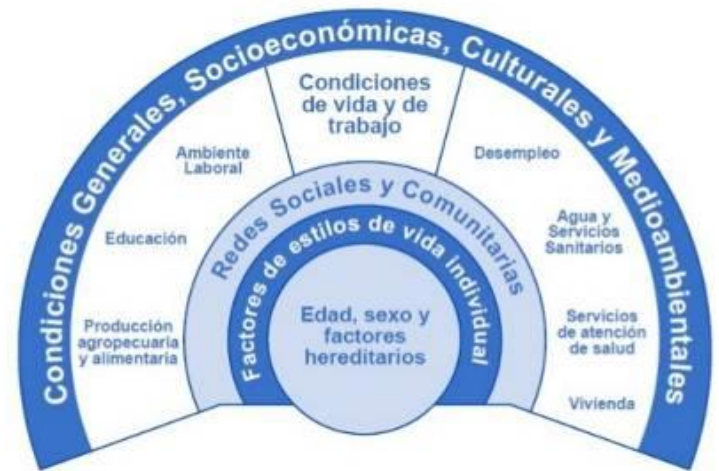 Condiciones Generales, Socioeconómicas, Culturales y Medioambientales
Condiciones
de vida y de
trabajo
Ambiente
Laboral
Desempleo
Educación
Agua y
Servicios
Sanitarios
Producción
agropecuaria
y alimentaria
Servicios
de atención
de salud
Vivienda
Redes Sociales y Comunitarias
Factores de estilos de vida individual
Edad, sexo y
factores
hereditarios